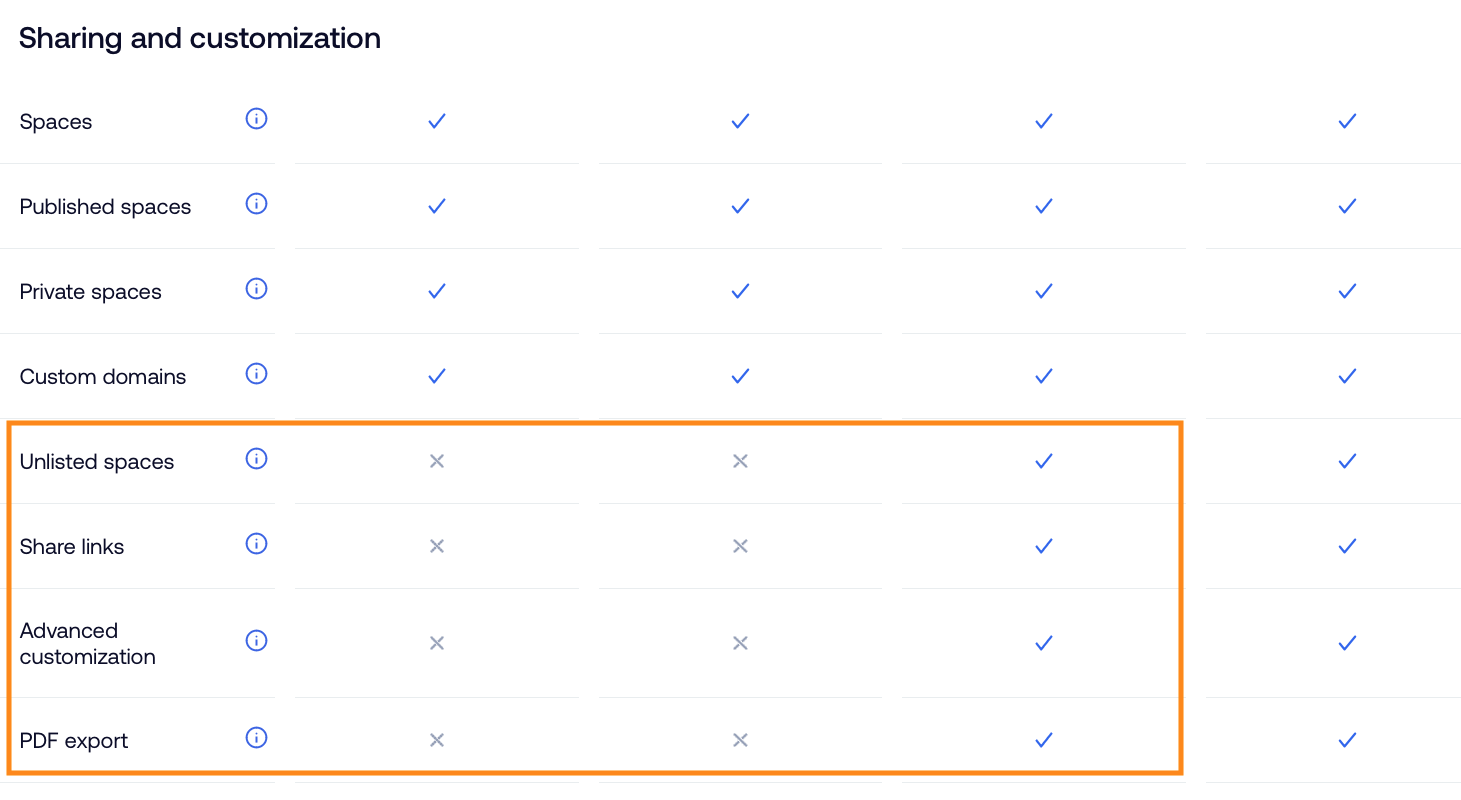 Sharing and customization
Spaces
Published spaces
Private spaces
Custom domains
Unlisted spaces
Share links
Advanced
customization
PDF export